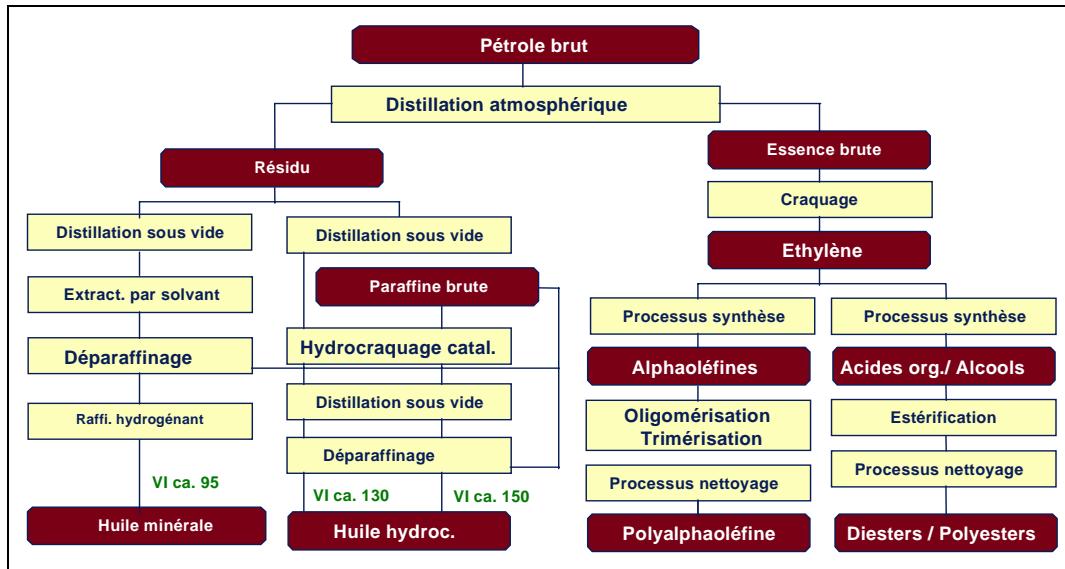 Pétrole brut
Distillation atmosphérique
Résidu
Essence brute
Craquage
Ethylène
Distillation sous vide
Extract. par solvant
Déparaffinage
Raffi. hydrogénant
VI ca. 95
Huile minérale
Distillation sous vide
Paraffine brute
Hydrocraquage catal.
Distillation sous vide
Déparaffinage
VI ca. 130
VI ca. 150
Huile hydroc.
Processus synthèse
Alphaoléfines
Oligomérisation
Trimérisation
Processus nettoyage
Polyalphaoléfine
Processus synthèse
Acides org./ Alcools
Estérification
Processus nettoyage
Diesters / Polyesters